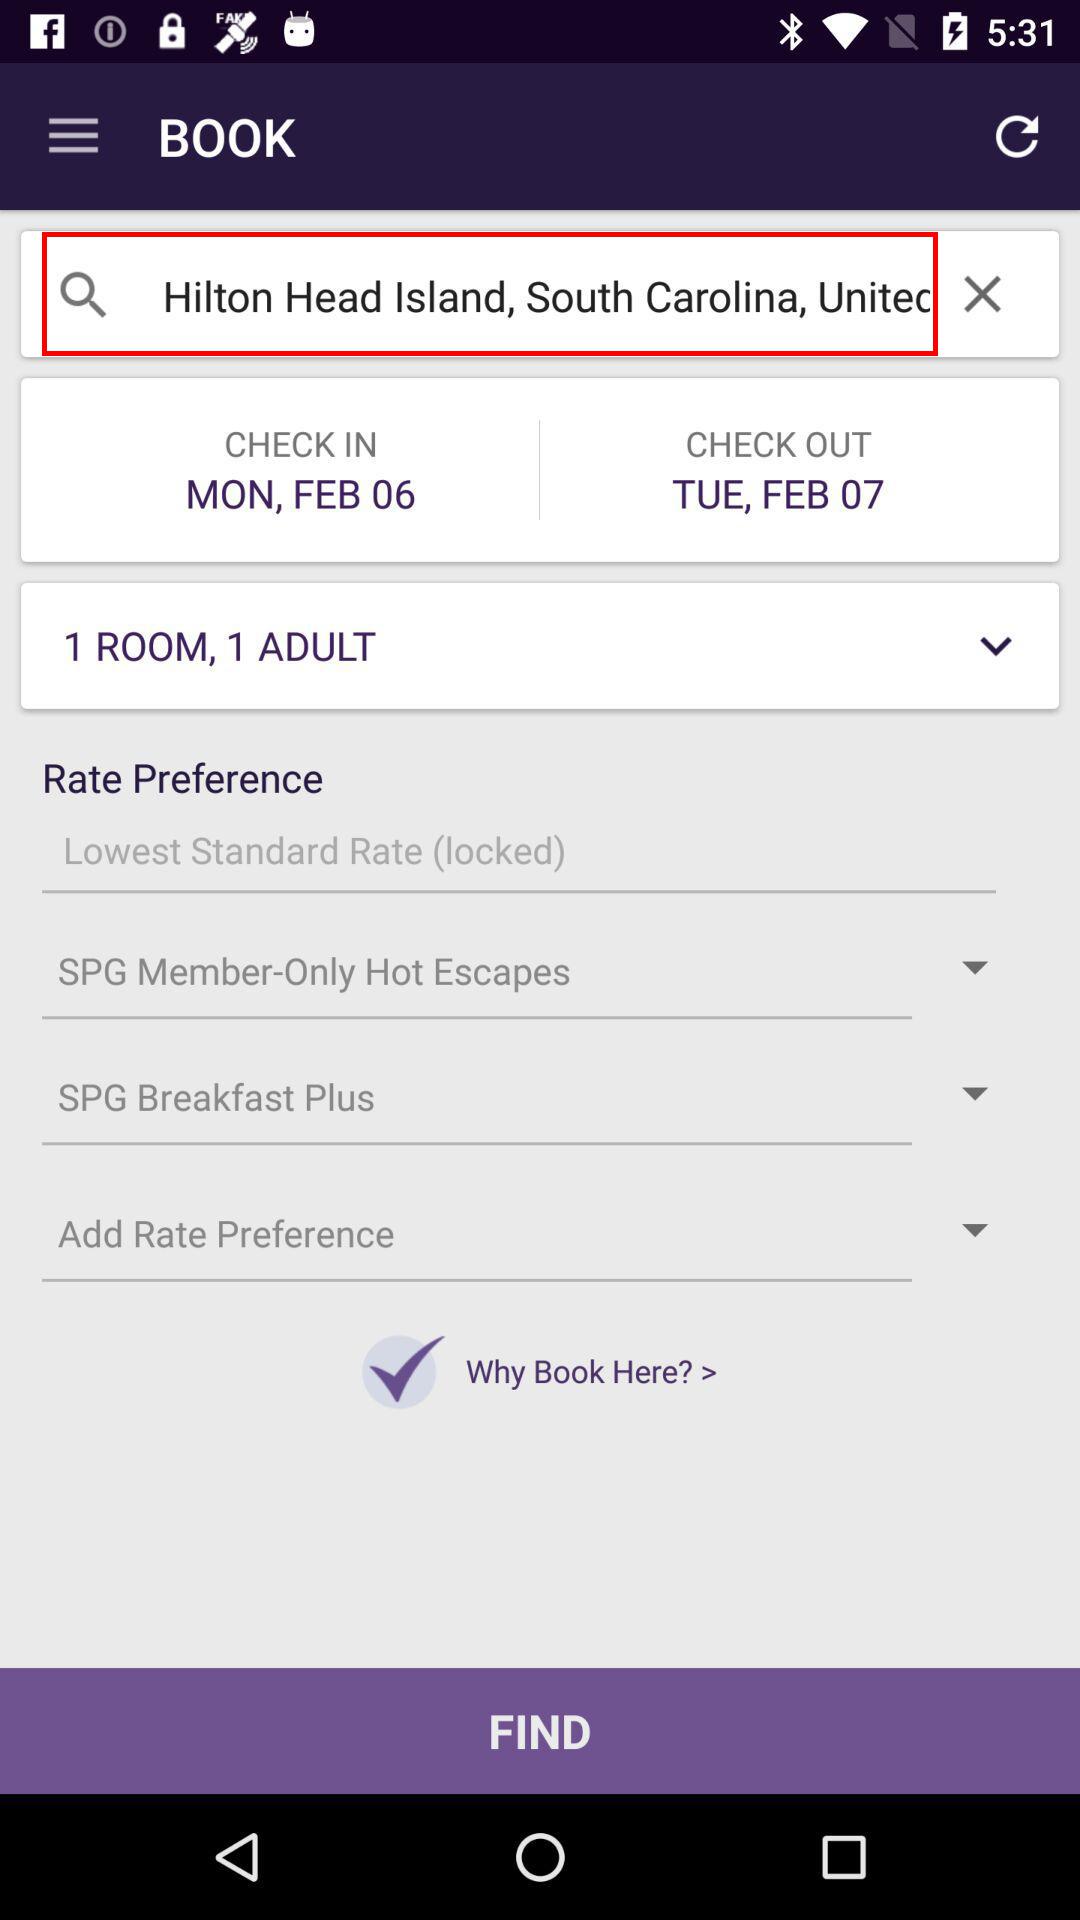 FAKE
5:31
BOOK
Hilton Head Island, South Carolina, United
CHECK IN
MON, FEB 06
CHECK OUT
TUE, FEB 07
1 ROOM, 1 ADULT
Rate Preference
Lowest Standard Rate (locked)
SPG Member-Only Hot Escapes
SPG Breakfast Plus
Add Rate Preference
Why Book Here? >
FIND